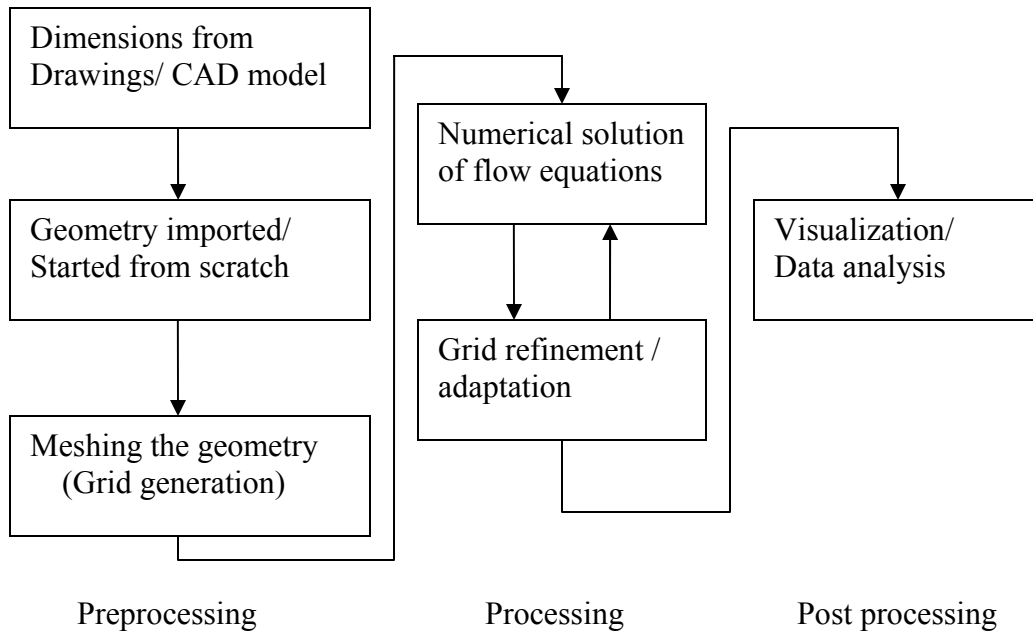 Dimensions from
Drawings/ CAD model
Geometry imported/
Started from scratch
Meshing the geometry
(Grid generation)
Numerical solution
of flow equations
Grid refinement /
adaptation
Visualization/
Data analysis
Preprocessing
Processing
Post processing